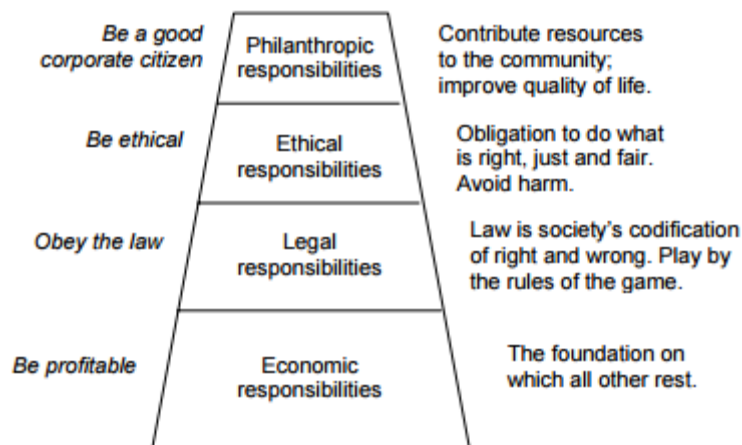 Be a good
corporate citizen
Philanthropic
responsibilities
Contribute resources
to the community;
improve quality of life.
Be ethical
Ethical
responsibilities
Obligation to do what
is right, just and fair.
Avoid harm.
Obey the law
Legal
responsibilities
Law is society's codification
of right and wrong. Play by
the rules of the game.
Be profitable
Economic
responsibilities
The foundation on
which all other rest.